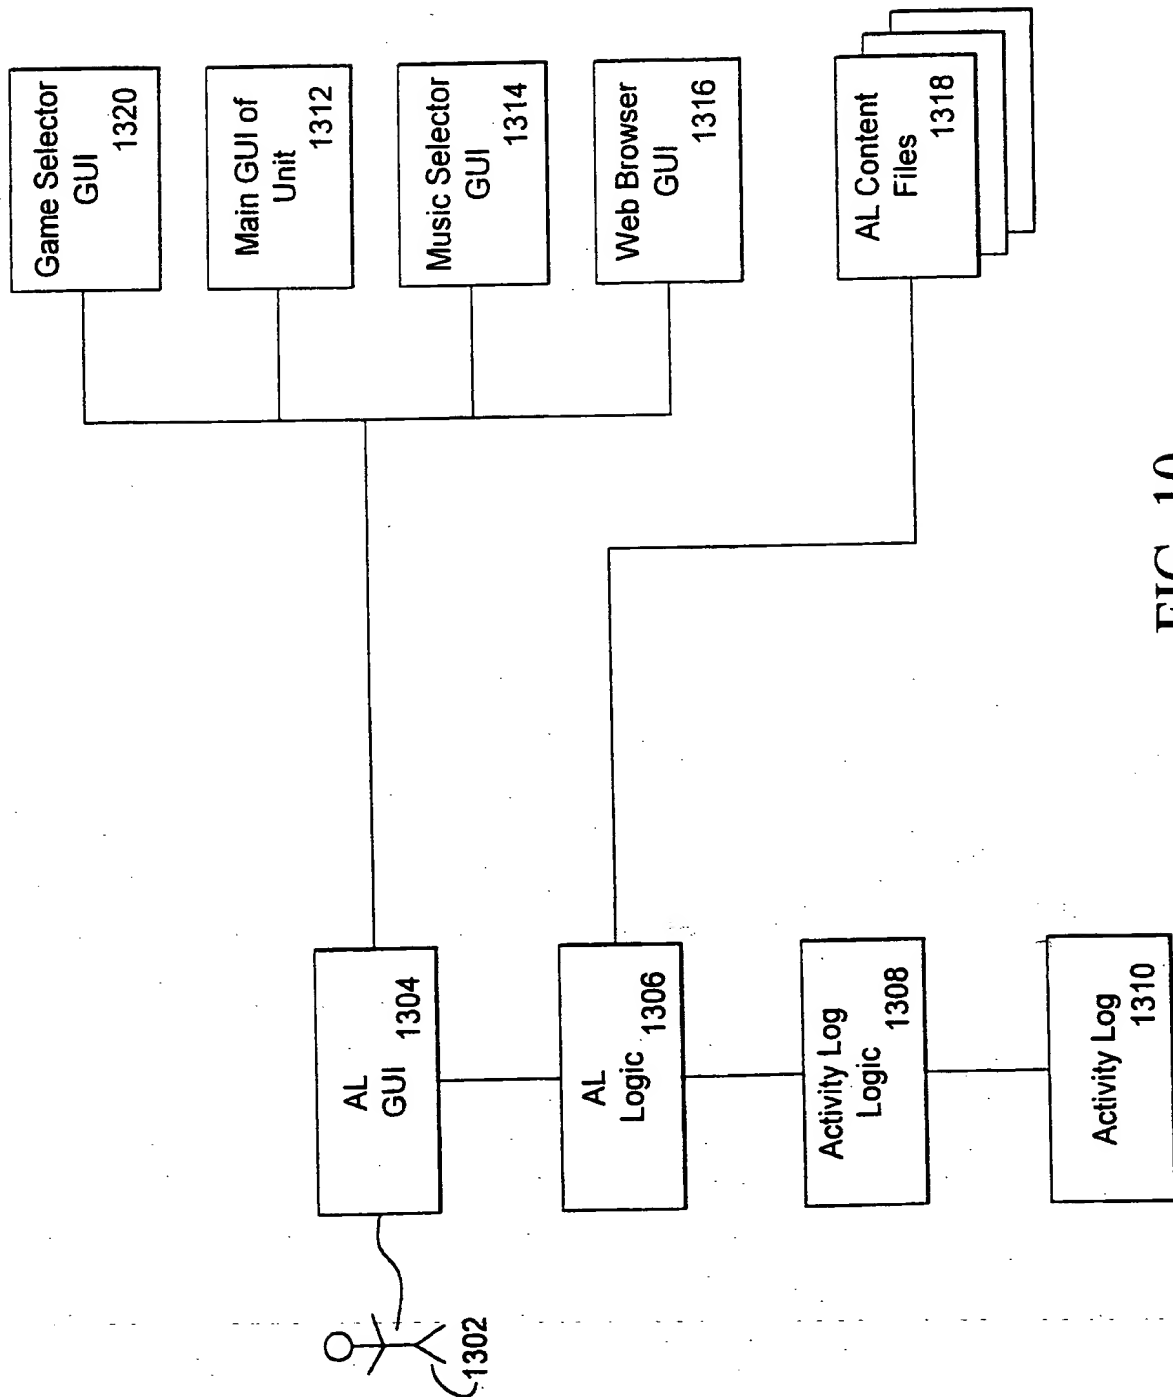 Game Selector
GUI
1320
Main GUI of
Unit
1312
Music Selector
GUI
1314
Web Browser
GUI
1316
AL Content
Files
1318
AL
GUI
1304
AL
Logic
1306
Activity Log
Logic
1308
Activity Log
1310
1302
FIG.